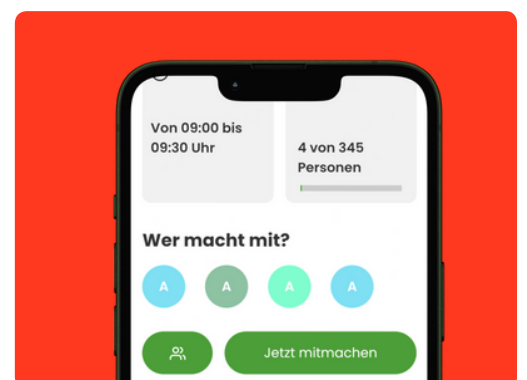 Von 09:00 bis
09:30 Uhr
4 von 345
Personen
Wer macht mit?
A
A
A
A
Jetzt mitmachen